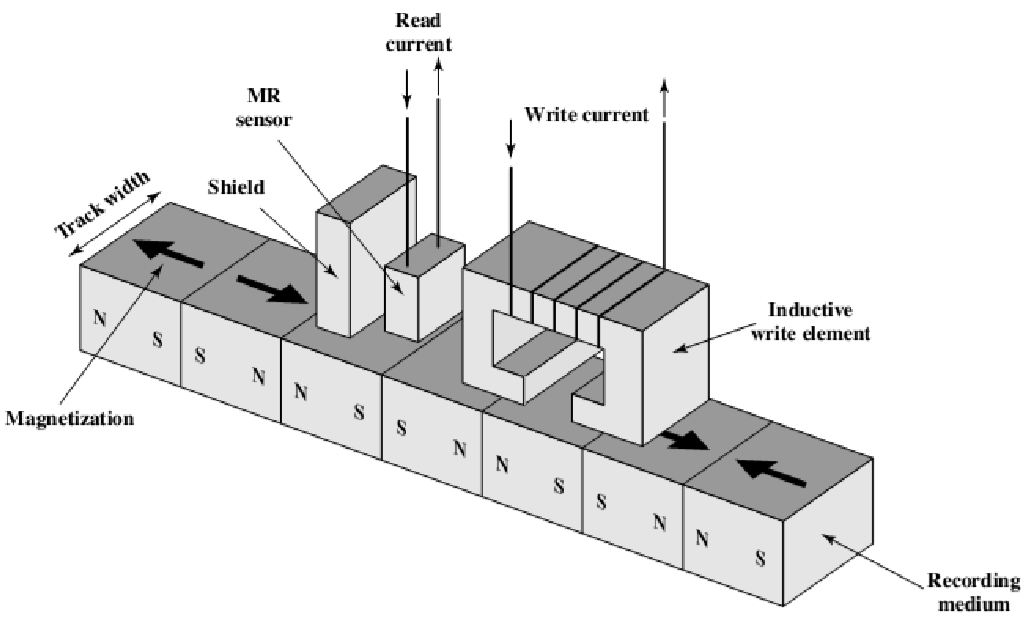 Read
current
MR
sensor
Write current
Shield
Track width
Inductive
write element
Magnetization
N S S N N S S N N S S N N S
Recording
medium